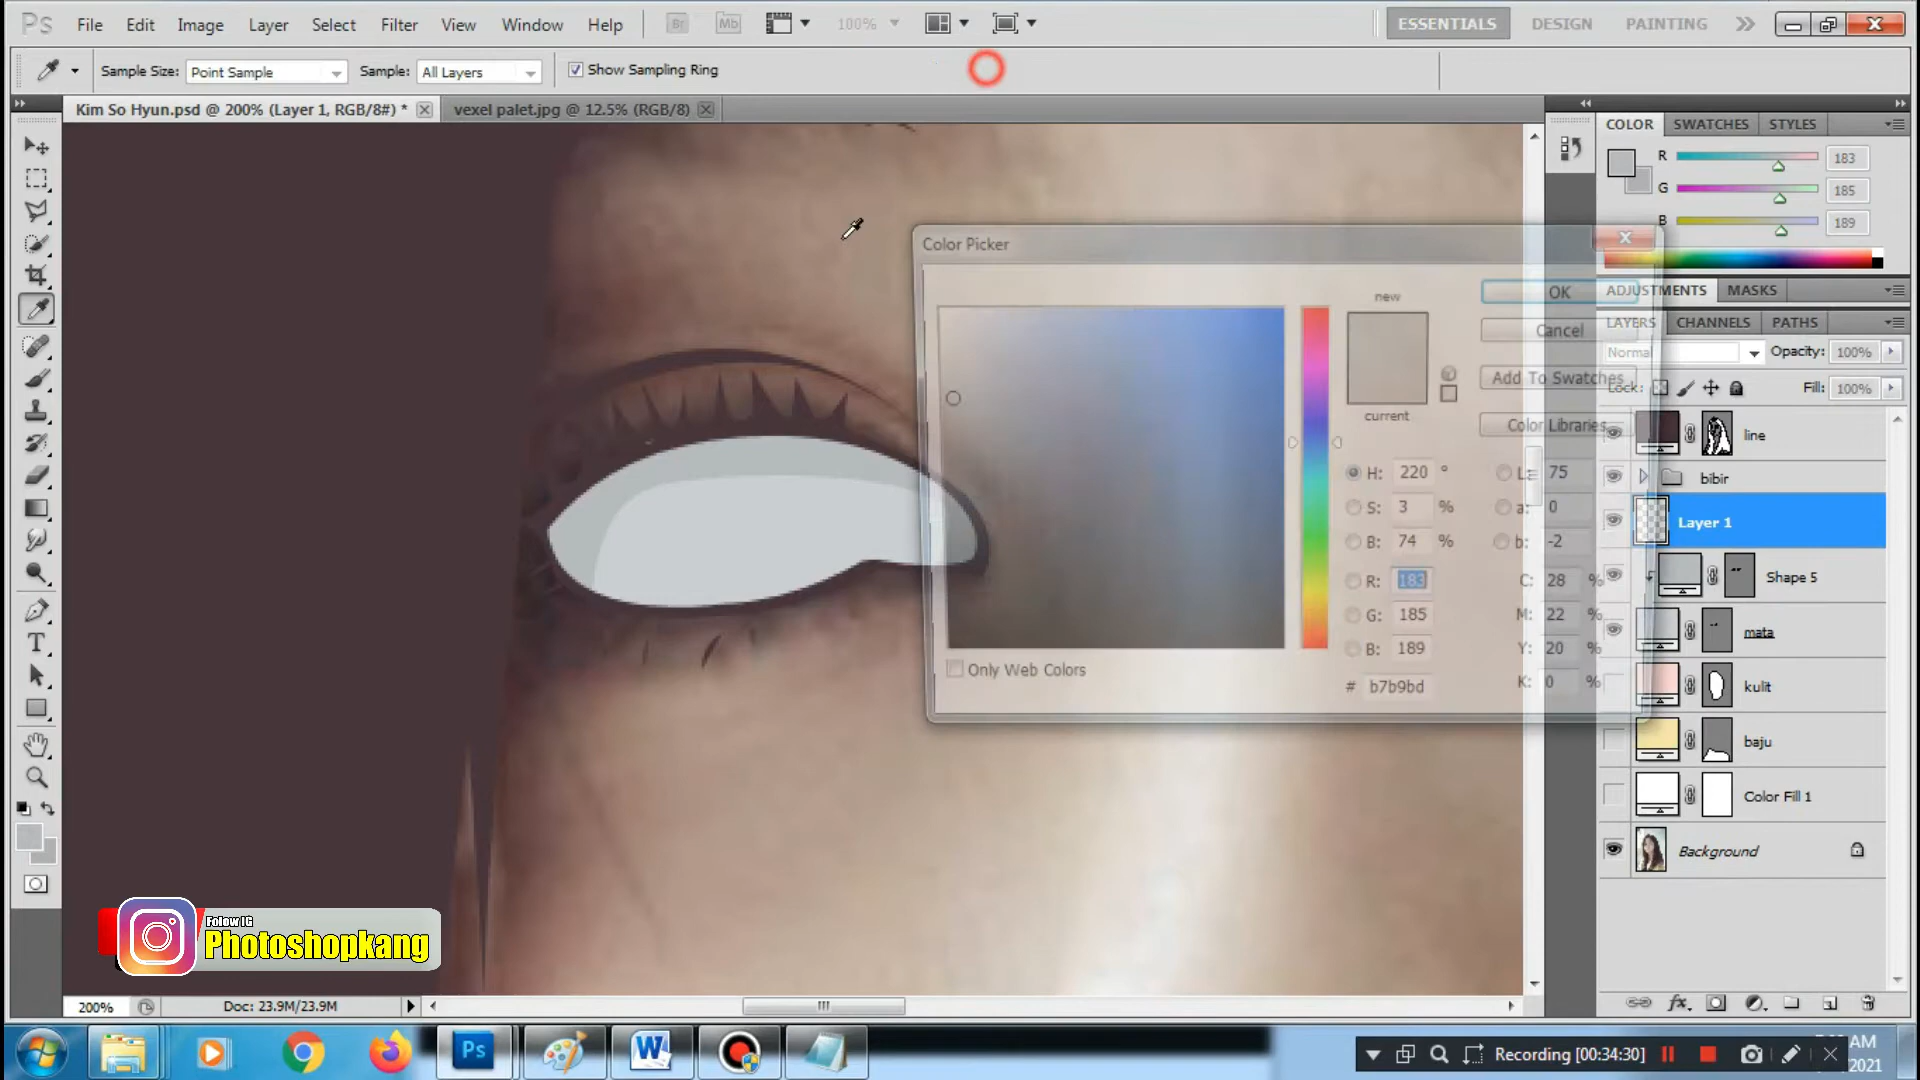 Ps File Edit Image Layer Select Filter View Window Help Br Mb 100% ESSENTIALS DESIGN PAINTING
Sample Size: Point Sample Sample: All Layers Show Sampling Ring
Kim So Hyun.psd @ 200% (Layer 1, RGB/8#) * vexel palet.jpg @ 12.5% (RGB/8)
COLOR SWATCHES STYLES
R 183
G 185
B 189
ADJUSTMENTS MASKS
LAYERS CHANNELS PATHS
Normal Opacity: 100%
Lock: Fill: 100%
line
bibir
Layer 1
Shape 5
mata
kulit
baju
Color Fill 1
Background
Color Picker
new
current
OK
Cancel
Add To Swatches
Color Libraries
H: 220 ° L: 75
S: 3 % a: 0
B: 74 % b: -2
R: 183 C: 28 %
G: 185 M: 22 %
B: 189 Y: 20 %
# b7b9bd K: 0 %
Only Web Colors
T
Folow IG
Photoshopkang
200% Doc: 23.9M/23.9M
Ps W
Recording [00:34:30]
AM
2021